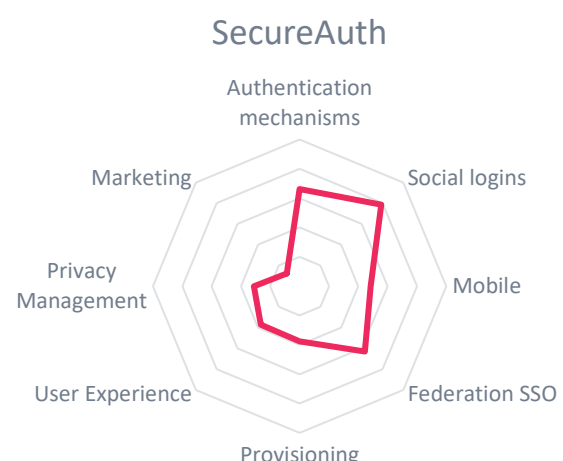 SecureAuth
Authentication
mechanisms
Marketing
Social logins
Privacy
Management
Mobile
User Experience
Federation SSO
Provisioning